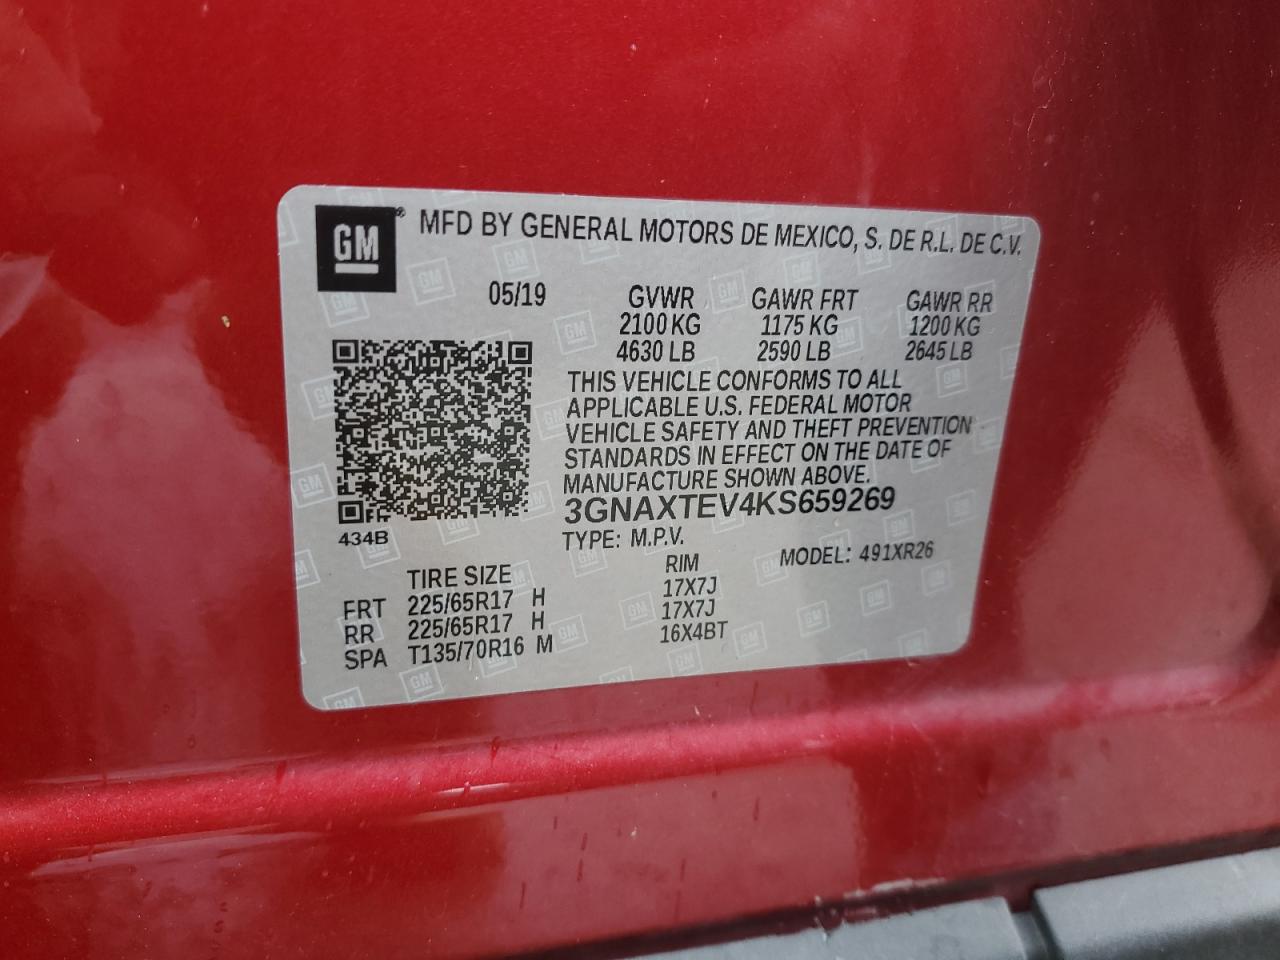 GM® MFD BY GENERAL MOTORS DE MEXICO, S. DE R.L. DE C.V.
05/19 GVWR GAWR FRT GAWR RR
2100 KG 1175 KG 1200 KG
4630 LB 2590 LB 2645 LB
THIS VEHICLE CONFORMS TO ALL
APPLICABLE U.S. FEDERAL MOTOR
VEHICLE SAFETY AND THEFT PREVENTION
STANDARDS IN EFFECT ON THE DATE OF
MANUFACTURE SHOWN ABOVE.
3GNAXTEV4KS659269
434B
TYPE: M.P.V. MODEL: 491XR26
TIRE SIZE RIM
FRT 225/65R17 H 17X7J
RR 225/65R17 H 17X7J
SPA T135/70R16 M 16X4BT